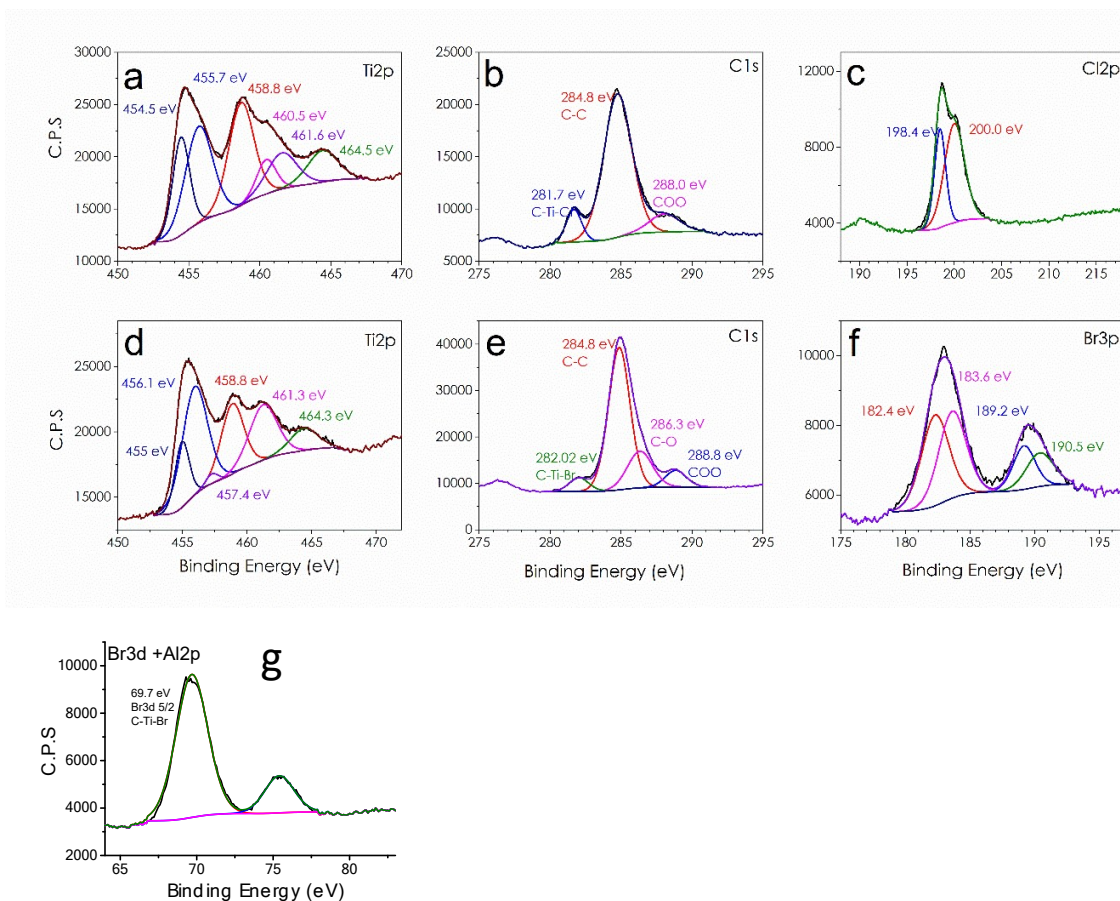 a
Ti2p
454.5 eV
455.7 eV
458.8 eV
460.5 eV
461.6 eV
464.5 eV
C.P.S
30000
25000
20000
15000
10000
450
455
460
465
470
b
C1s
284.8 eV
C-C
281.7 eV
288.0 eV
COO
25000
20000
15000
10000
5000
275
280
285
290
295
c
Cl2p
198.4 eV
200.0 eV
12000
8000
4000
190
195
200
205
210
215
d
Ti2p
456.1 eV
458.8 eV
461.3 eV
464.3 eV
455 eV
457.4 eV
C.P.S
25000
20000
15000
450
455
460
465
470
Binding Energy (eV)
e
C1s
284.8 eV
C-C
286.3 eV
C-O
282.02 eV
C-Ti-Br
288.8 eV
COO
40000
30000
20000
10000
0
275
280
285
290
295
Binding Energy (eV)
f
Br3p
183.6 eV
182.4 eV
189.2 eV
190.5 eV
10000
8000
6000
175
180
185
190
195
Binding Energy (eV)
Br3d +Al2p
g
69.7 eV
Br3d 5/2
C-Ti-Br
C.P.S
10000
8000
6000
4000
2000
65
70
75
80
Binding Energy (eV)